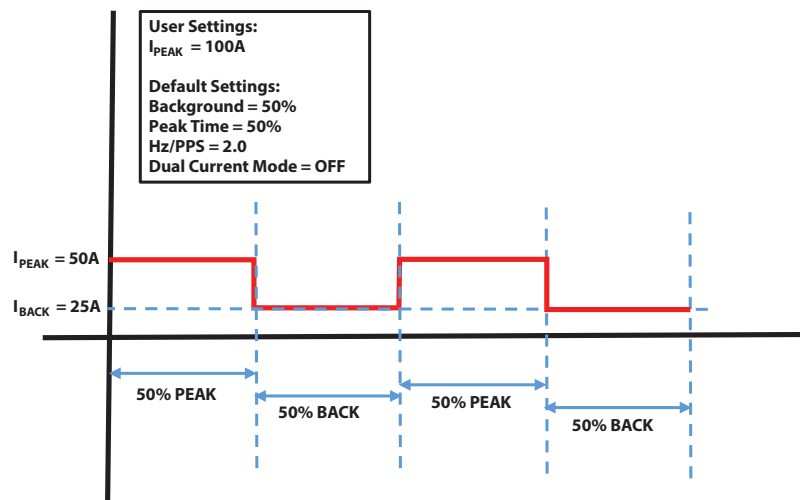 User Settings:
IPEAK = 100A
Default Settings:
Background = 50%
Peak Time = 50%
Hz/PPS = 2.0
Dual Current Mode = OFF
IPEAK = 50A
IBACK = 25A
50% PEAK
50% BACK
50% PEAK
50% BACK